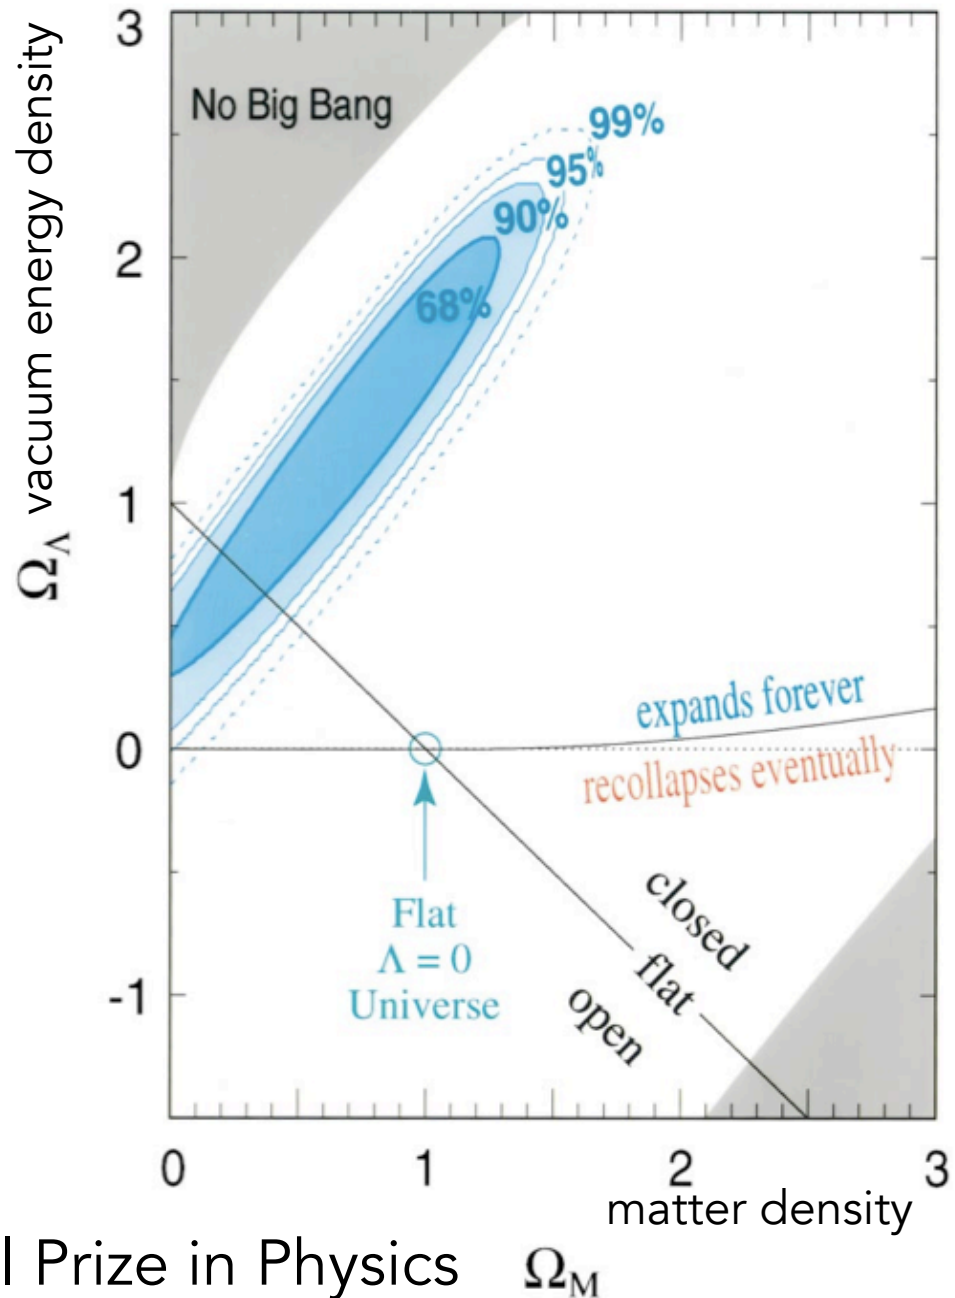 3
No Big Bang
99%
95%
90%
2
68%
vacuum energy density
1
Ω_Λ
expands forever
0
recollapses eventually
closed
Flat
Λ = 0
flat
-1
Universe
open
0 1 2 3
matter density
l Prize in Physics Ω_M